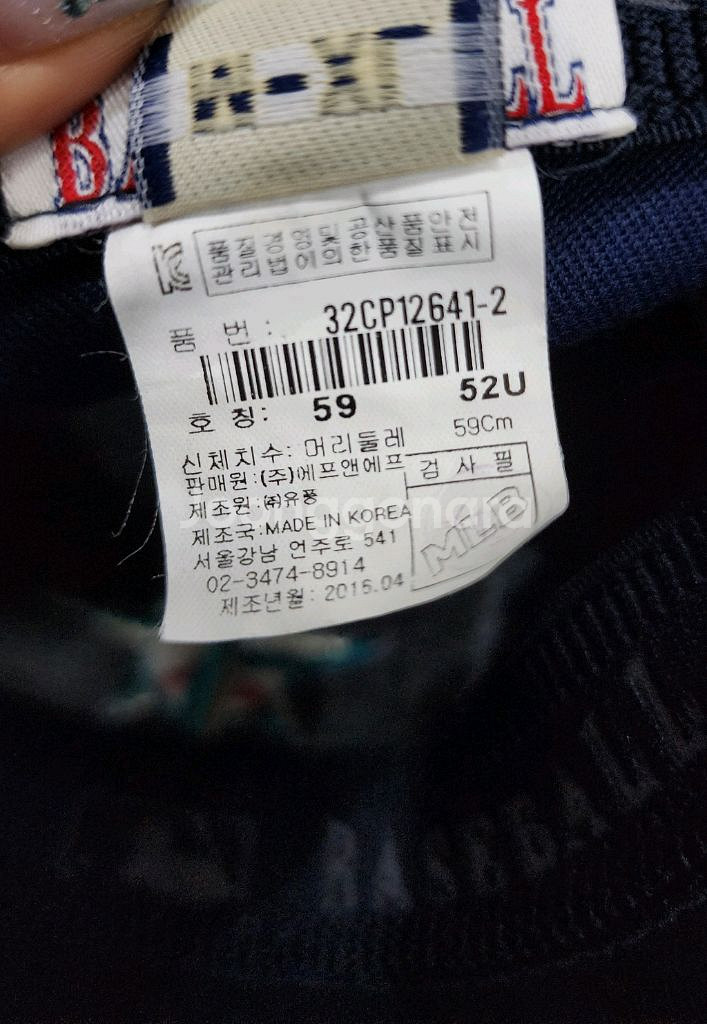 BA
L
품질경영및공산품안전
관리법에의한품질표시
품 번: 32CP12641-2
52U
호 칭: 59
신체치수: 머리둘레 59Cm
판매원:(주)에프앤에프
검 사 필
제조원:㈜유풍
MLB
제조국:MADE IN KOREA
서울강남 언주로 541
02-3474-8914
제조년월: 2016.04
BASEBALL